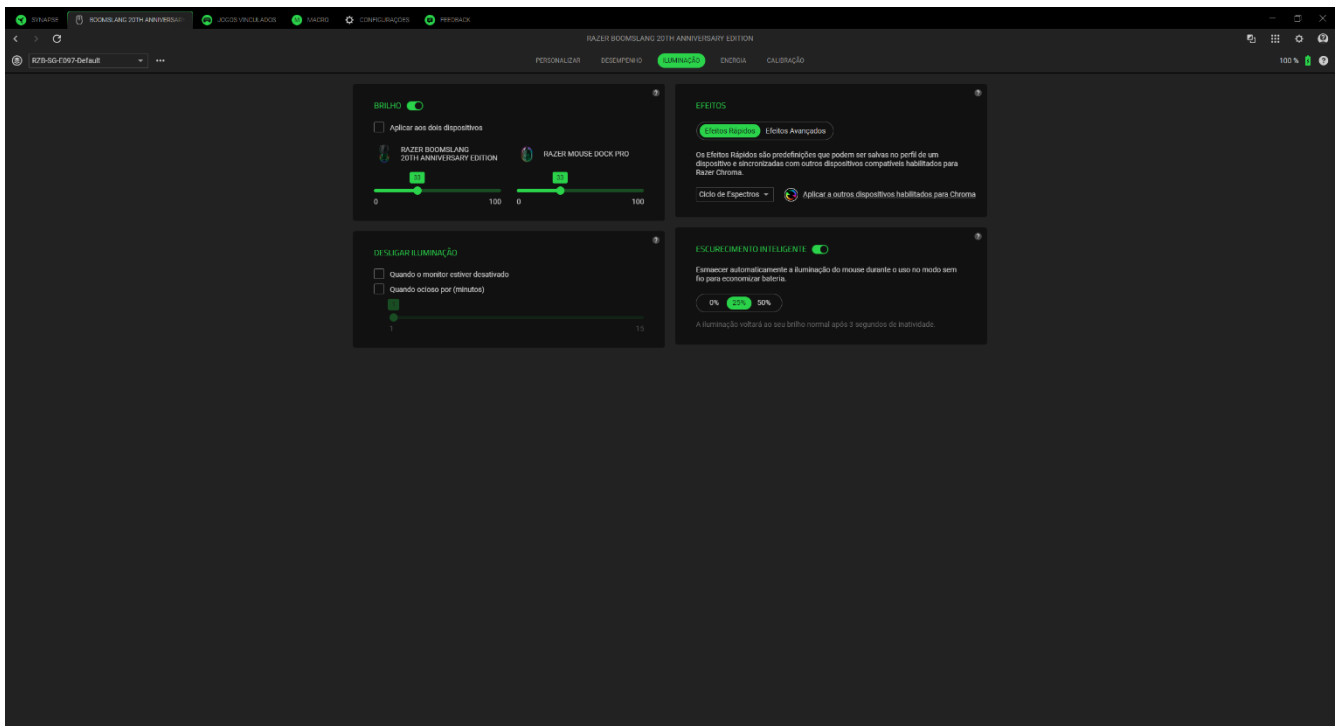 SYNAPSE
BOOMSLANG 20TH ANNIVERSARY
JOGOS VINCULADOS
MACRO
CONFIGURAÇÕES
FEEDBACK
RAZER BOOMSLANG 20TH ANNIVERSARY EDITION
RZB-SG-E097-Default
PERSONALIZAR
DESEMPENHO
ILUMINAÇÃO
ENERGIA
CALIBRAÇÃO
100 %
BRILHO
Aplicar aos dois dispositivos
RAZER BOOMSLANG
20TH ANNIVERSARY EDITION
33
0 100
RAZER MOUSE DOCK PRO
33
0 100
EFEITOS
Efeitos Rápidos Efeitos Avançados
Os Efeitos Rápidos são predefinições que podem ser salvas no perfil de um
dispositivo e sincronizadas com outros dispositivos compatíveis habilitados para
Razer Chroma.
Ciclo de Espectros
Aplicar a outros dispositivos habilitados para Chroma
DESLIGAR ILUMINAÇÃO
Quando o monitor estiver desativado
Quando ocioso por (minutos)
1 15
ESCURECIMENTO INTELIGENTE
Esmaecer automaticamente a iluminação do mouse durante o uso no modo sem
fio para economizar bateria.
0% 25% 50%
A iluminação voltará ao seu brilho normal após 3 segundos de inatividade.